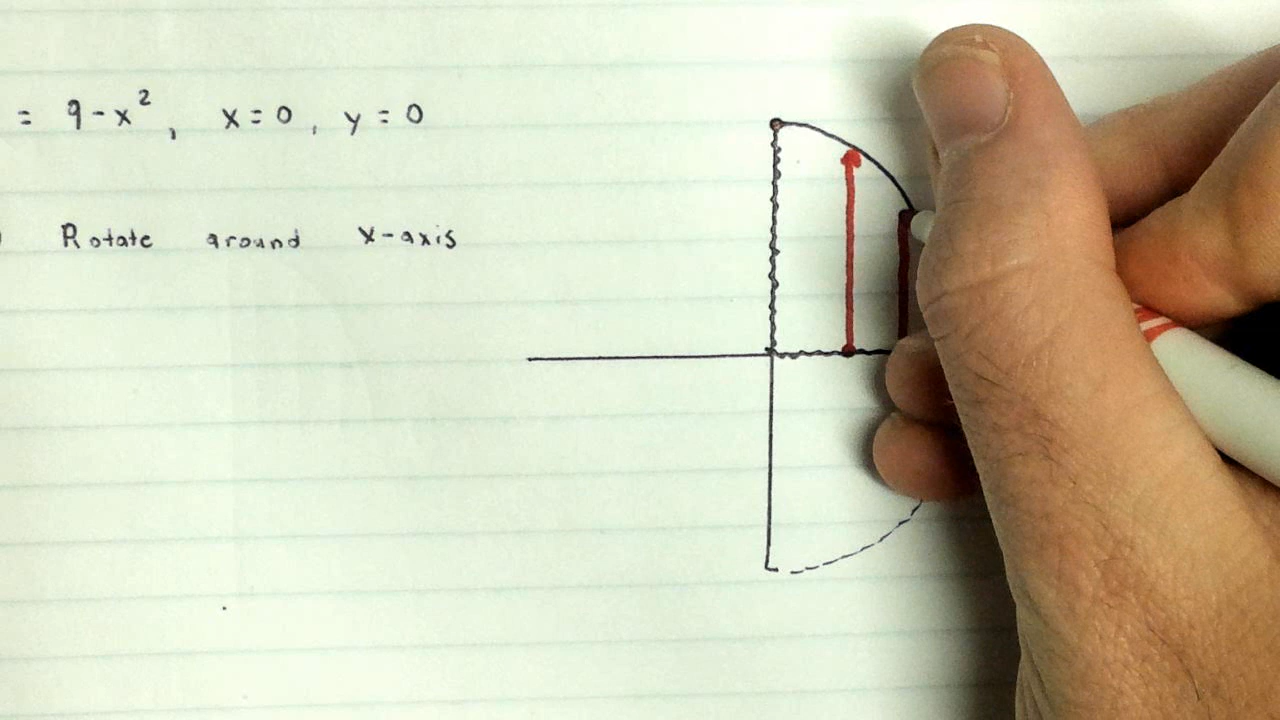 = 9-x², x=0, y=0
) Rotate around x-axis